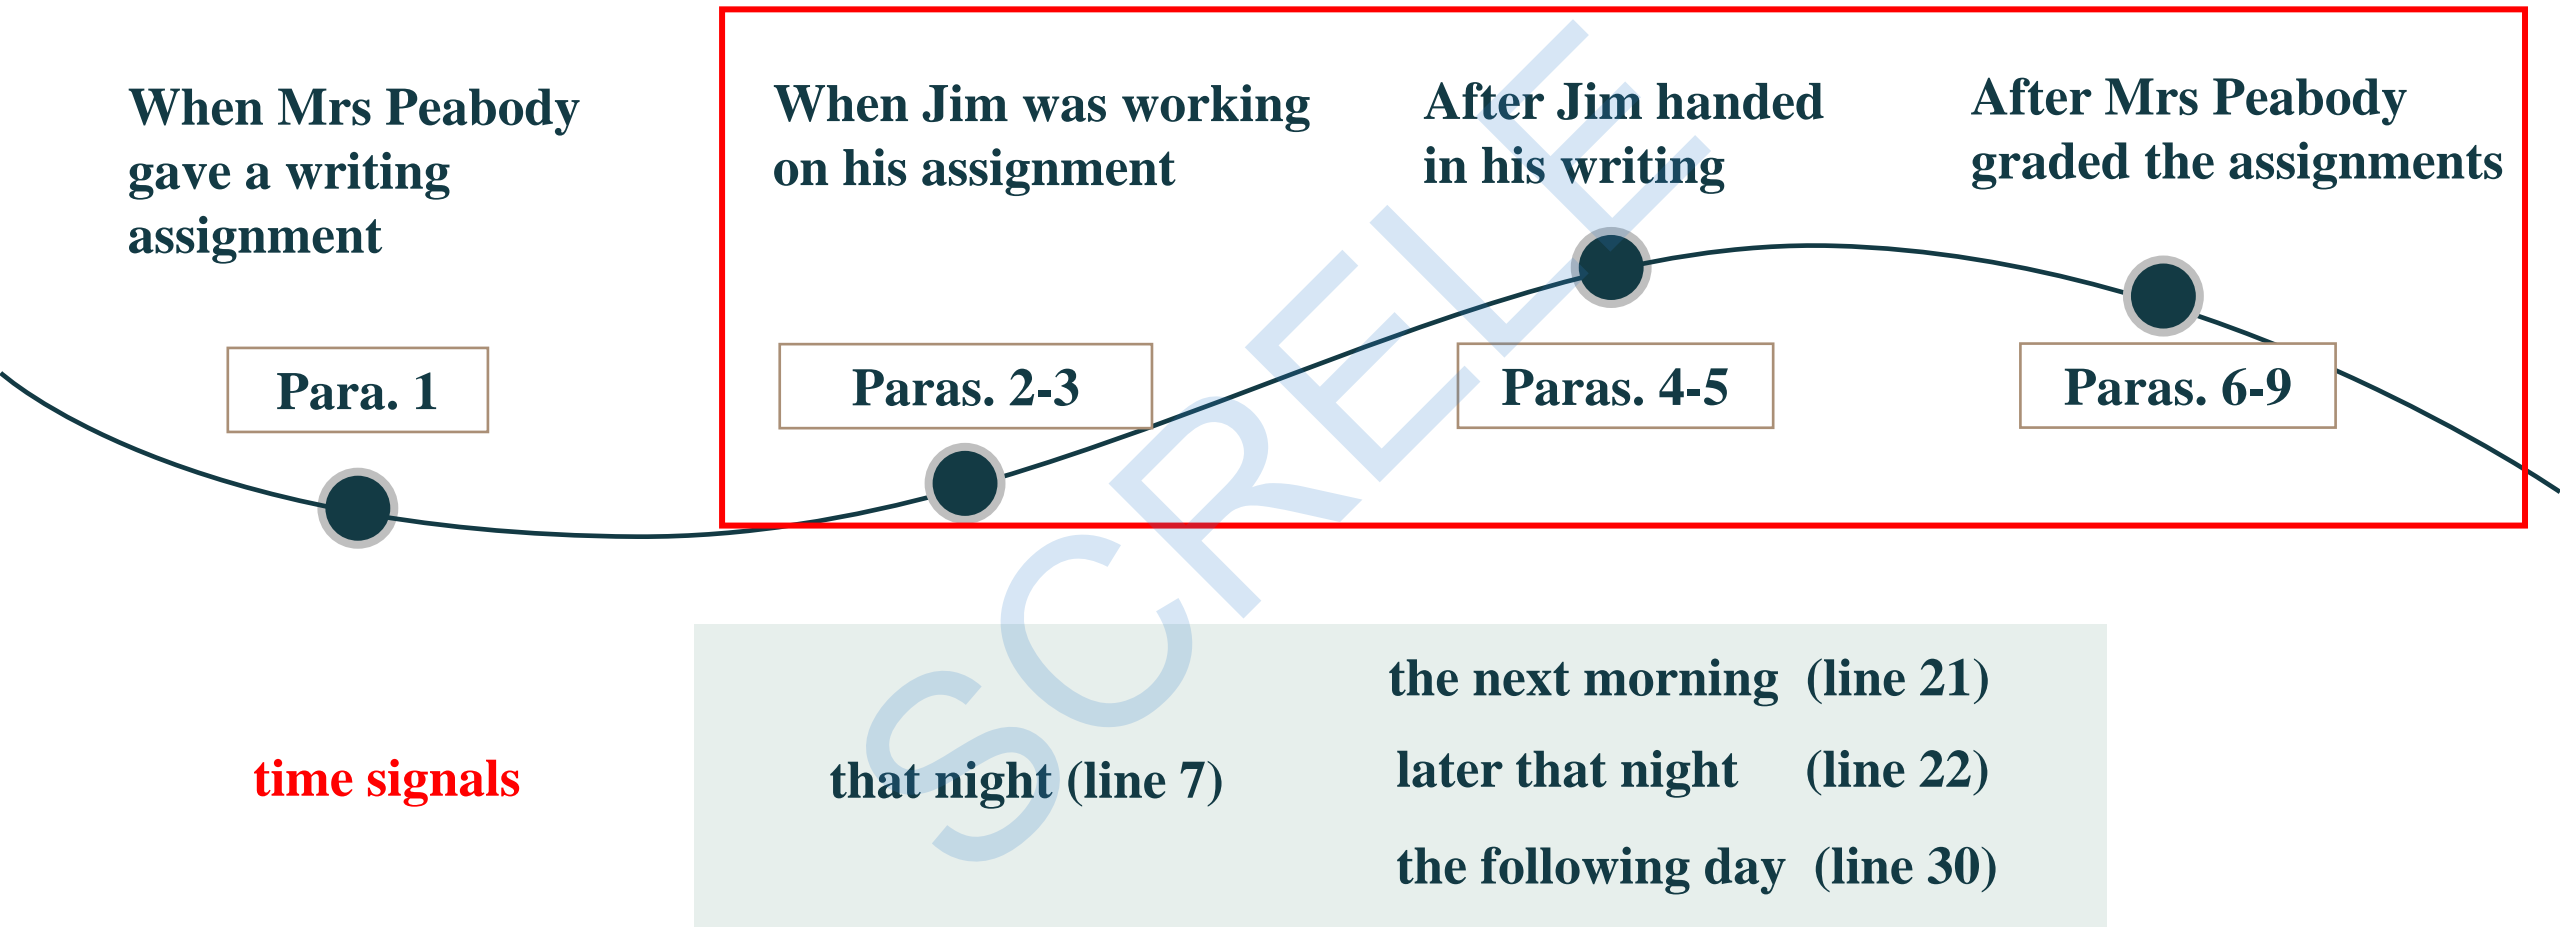 When Mrs Peabody
gave a writing
assignment
When Jim was working
on his assignment
After Jim handed
in his writing
After Mrs Peabody
graded the assignments
Para. 1
Paras. 2-3
Paras. 4-5
Paras. 6-9
time signals
that night (line 7)
the next morning (line 21)
later that night (line 22)
the following day (line 30)
SCRELE